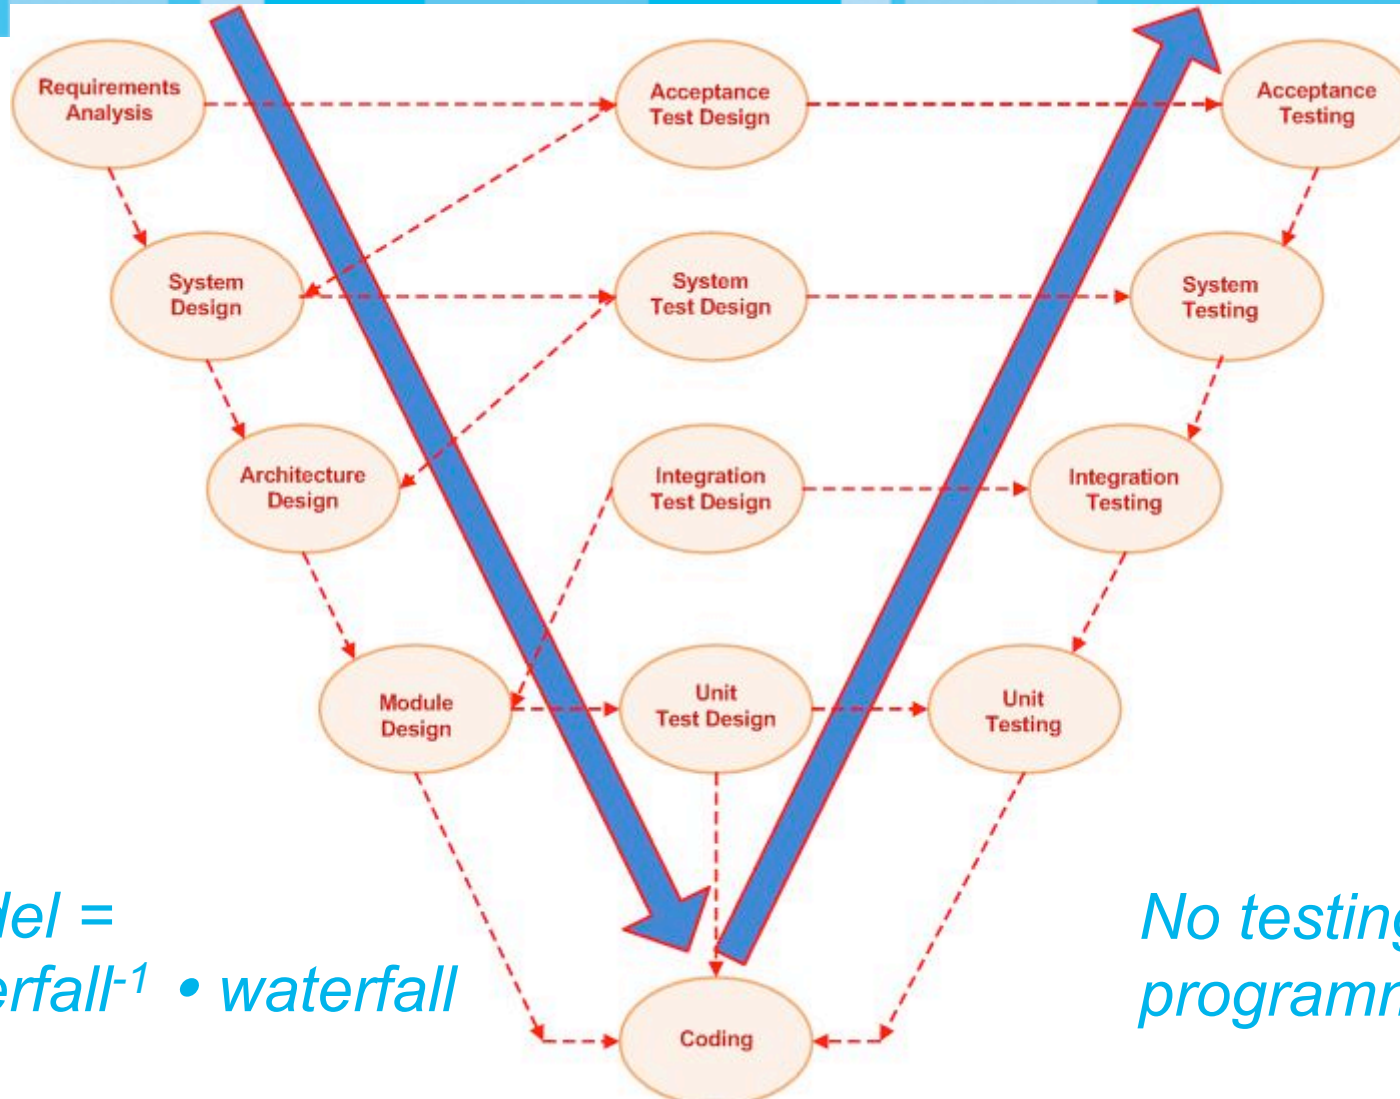 Requirements
Analysis
Acceptance
Test Design
Acceptance
Testing
System
Design
System
Test Design
System
Testing
Architecture
Design
Integration
Test Design
Integration
Testing
Module
Design
Unit
Test Design
Unit
Testing
del =
erfall-1 • waterfall
No testing
programm
Coding